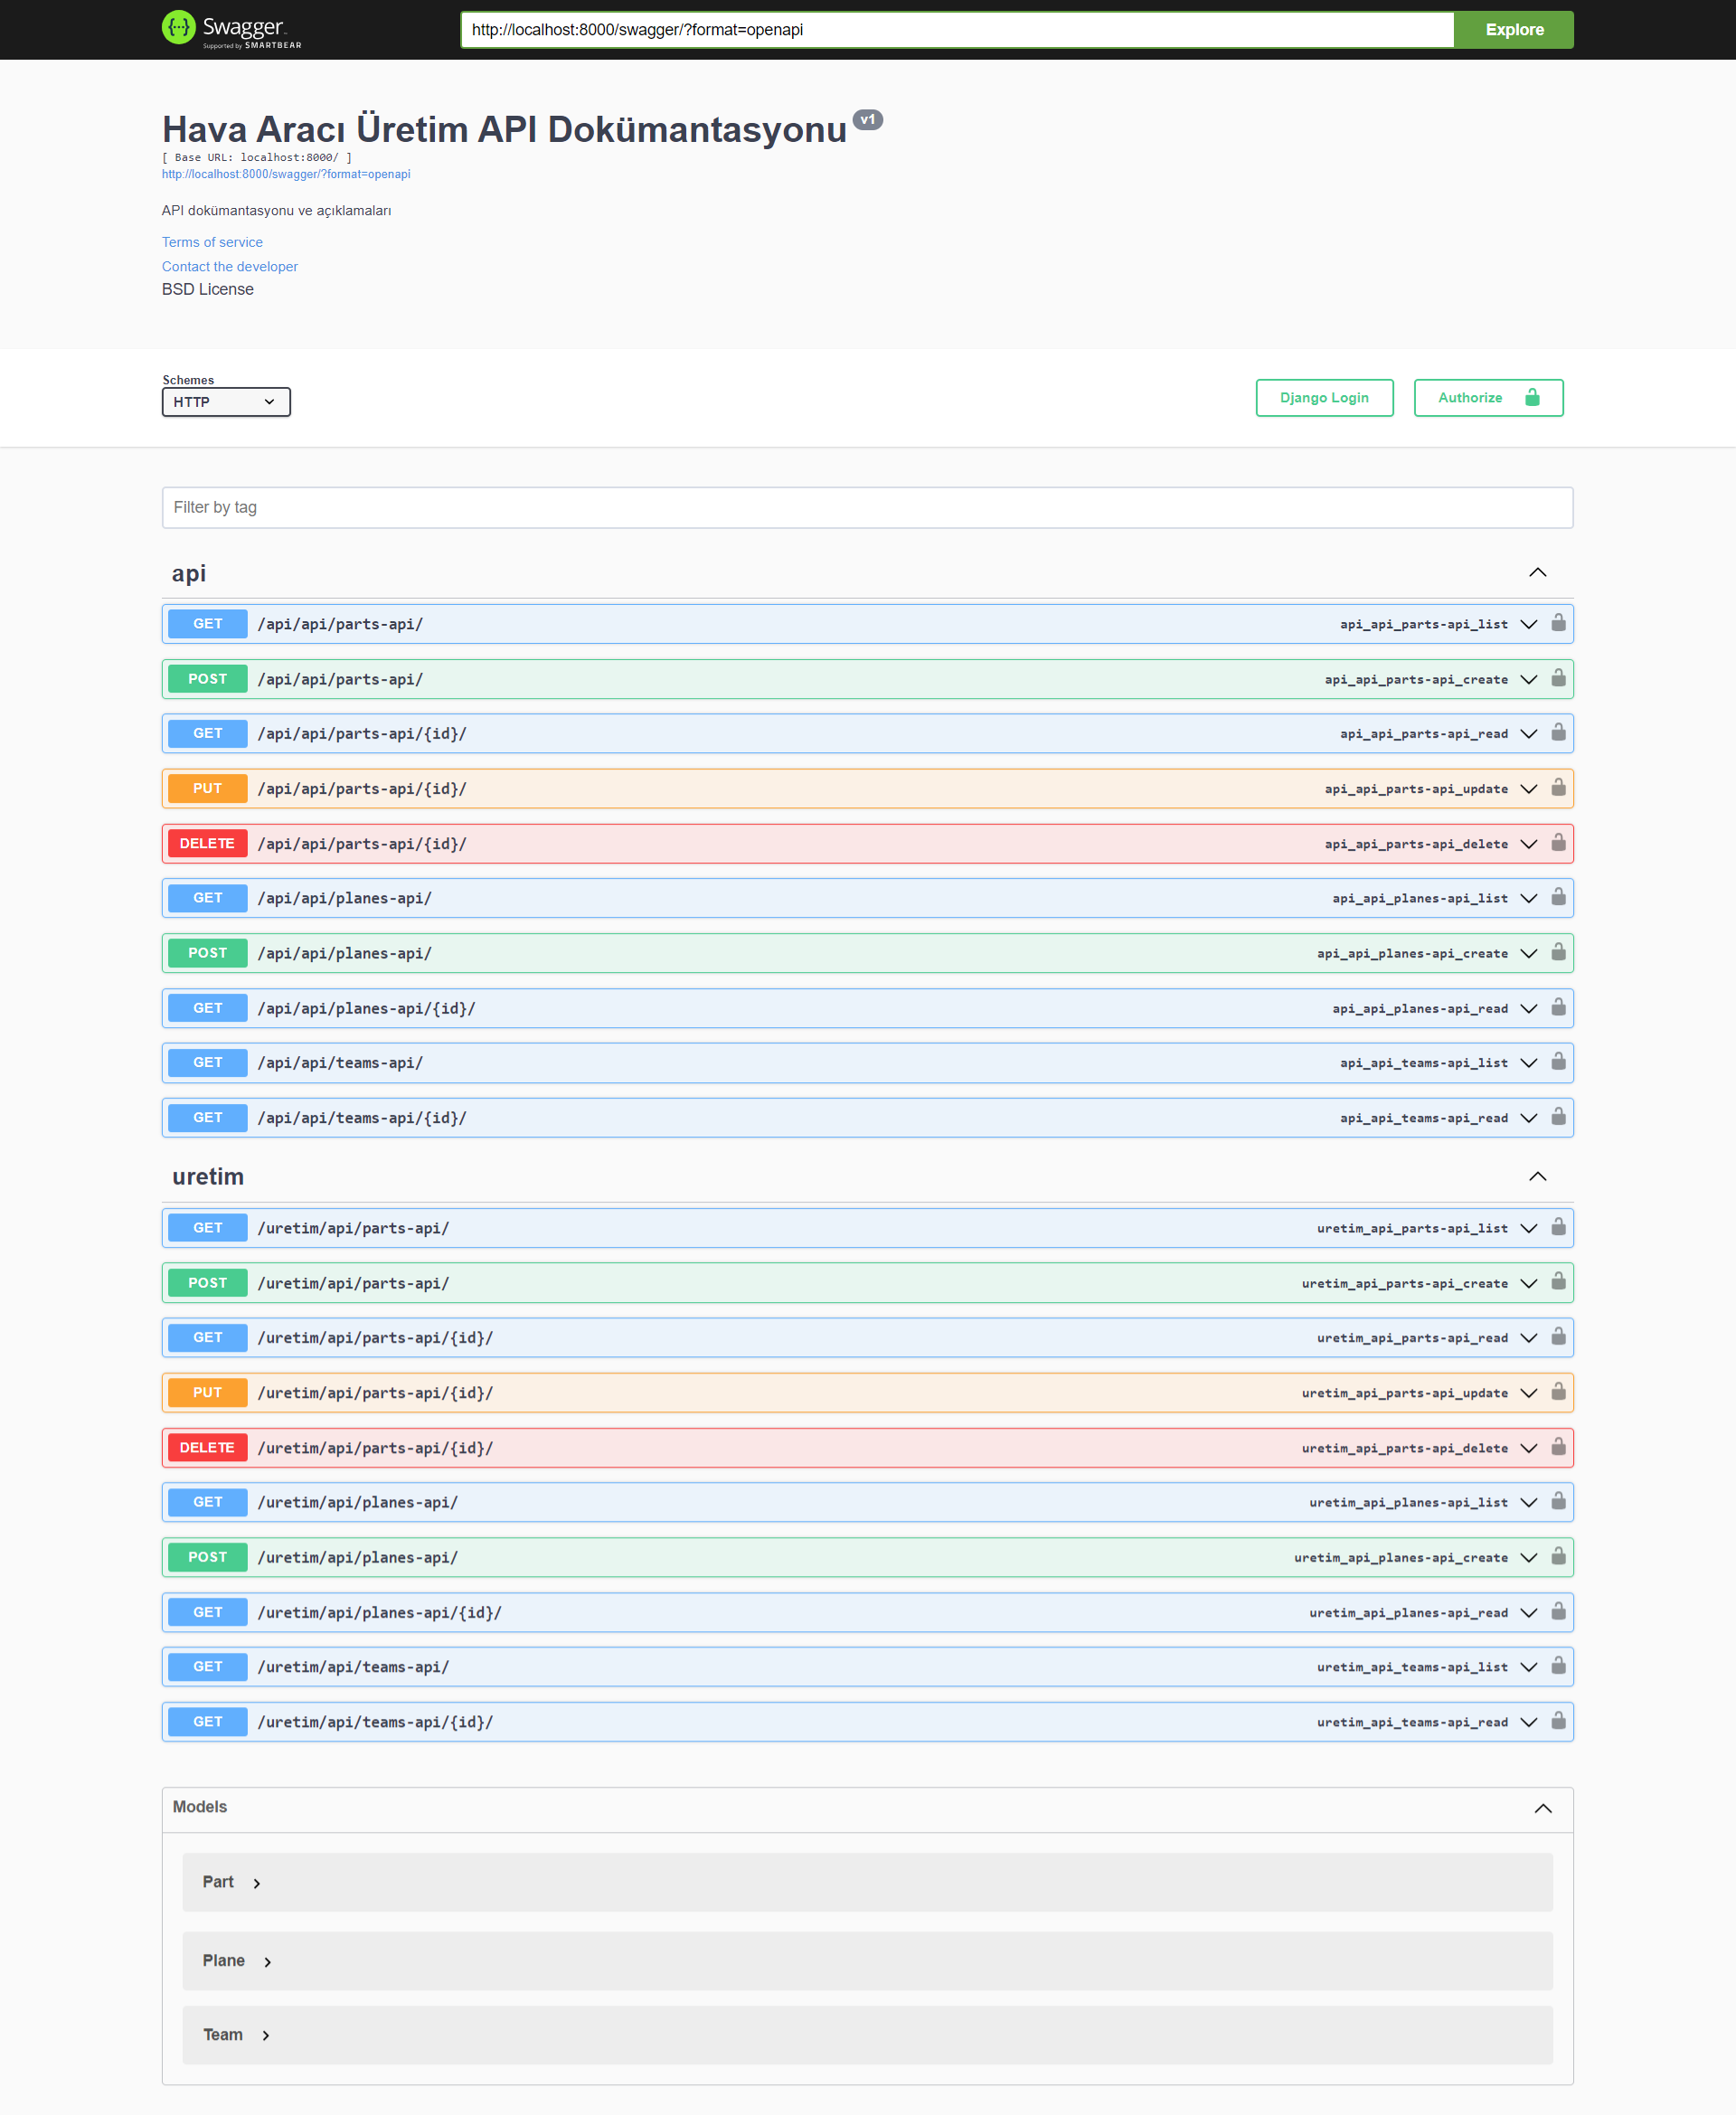 Swagger
Supported by SMARTBEAR
http://localhost:8000/swagger/?format=openapi
Explore
Hava Aracı Üretim API Dokümantasyonu v1
[ Base URL: localhost:8000/ ]
http://localhost:8000/swagger/?format=openapi
API dokümantasyonu ve açıklamaları
Terms of service
Contact the developer
BSD License
Schemes
HTTP
Django Login
Authorize
Filter by tag
api
GET /api/api/parts-api/ api_api_parts-api_list
POST /api/api/parts-api/ api_api_parts-api_create
GET /api/api/parts-api/{id}/ api_api_parts-api_read
PUT /api/api/parts-api/{id}/ api_api_parts-api_update
DELETE /api/api/parts-api/{id}/ api_api_parts-api_delete
GET /api/api/planes-api/ api_api_planes-api_list
POST /api/api/planes-api/ api_api_planes-api_create
GET /api/api/planes-api/{id}/ api_api_planes-api_read
GET /api/api/teams-api/ api_api_teams-api_list
GET /api/api/teams-api/{id}/ api_api_teams-api_read
uretim
GET /uretim/api/parts-api/ uretim_api_parts-api_list
POST /uretim/api/parts-api/ uretim_api_parts-api_create
GET /uretim/api/parts-api/{id}/ uretim_api_parts-api_read
PUT /uretim/api/parts-api/{id}/ uretim_api_parts-api_update
DELETE /uretim/api/parts-api/{id}/ uretim_api_parts-api_delete
GET /uretim/api/planes-api/ uretim_api_planes-api_list
POST /uretim/api/planes-api/ uretim_api_planes-api_create
GET /uretim/api/planes-api/{id}/ uretim_api_planes-api_read
GET /uretim/api/teams-api/ uretim_api_teams-api_list
GET /uretim/api/teams-api/{id}/ uretim_api_teams-api_read
Models
Part
Plane
Team